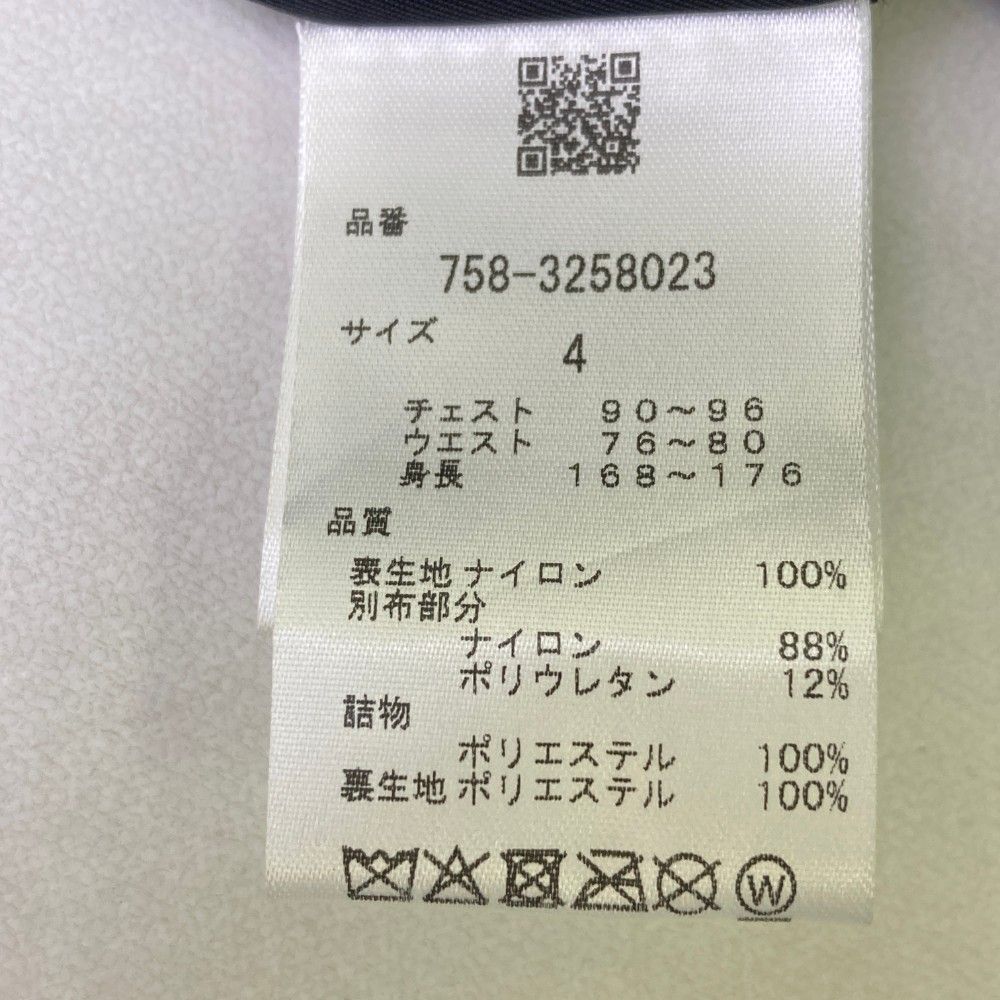 品番
758-3258023
サイズ
4
チェスト 90～96
ウエスト 76～80
身長 168～176
品質
表生地 ナイロン 100%
別布部分
ナイロン 88%
ポリウレタン 12%
詰物
ポリエステル 100%
裏生地 ポリエステル 100%
W